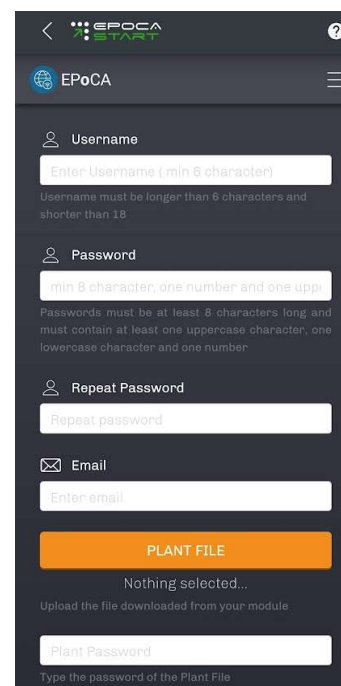 EPOCA
START
?
EPoCA
Username
Enter Username ( min 6 character)
Username must be longer than 6 characters and
shorter than 18
Password
min 8 character, one number and one uppe
Passwords must be at least 8 characters long and
must contain at least one uppercase character, one
lowercase character and one number
Repeat Password
Repeat password
Email
Enter email
PLANT FILE
Nothing selected...
Upload the file downloaded from your module
Plant Password
Type the password of the Plant File